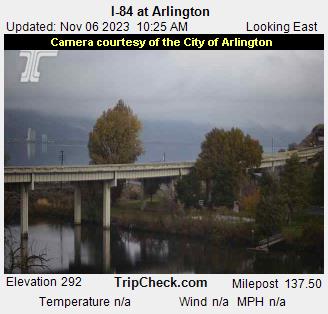 I-84 at Arlington
Updated: Nov 06 2023 10:25 AM Looking East
Camera courtesy of the City of Arlington
Elevation 292 TripCheck.com Milepost 137.50
Temperature n/a Wind n/a MPH n/a